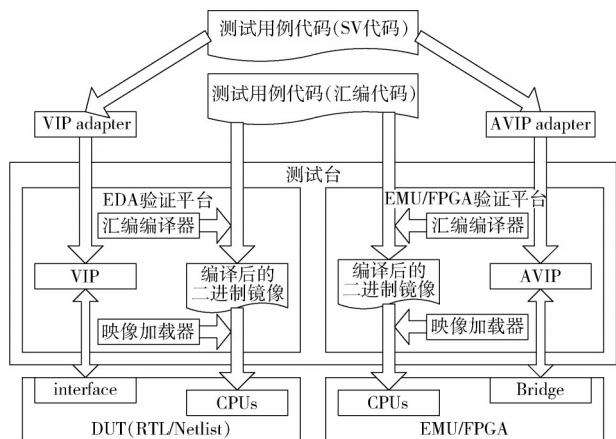 测试用例代码(SV代码)
测试用例代码(汇编代码)
VIP adapter
AVIP adapter
测试台
EDA验证平台
EMU/FPGA验证平台
汇编编译器
汇编编译器
VIP
编译后的
二进制镜像
编译后的
二进制镜像
AVIP
映像加载器
映像加载器
interface
CPUs
CPUs
Bridge
DUT(RTL/Netlist)
EMU/FPGA